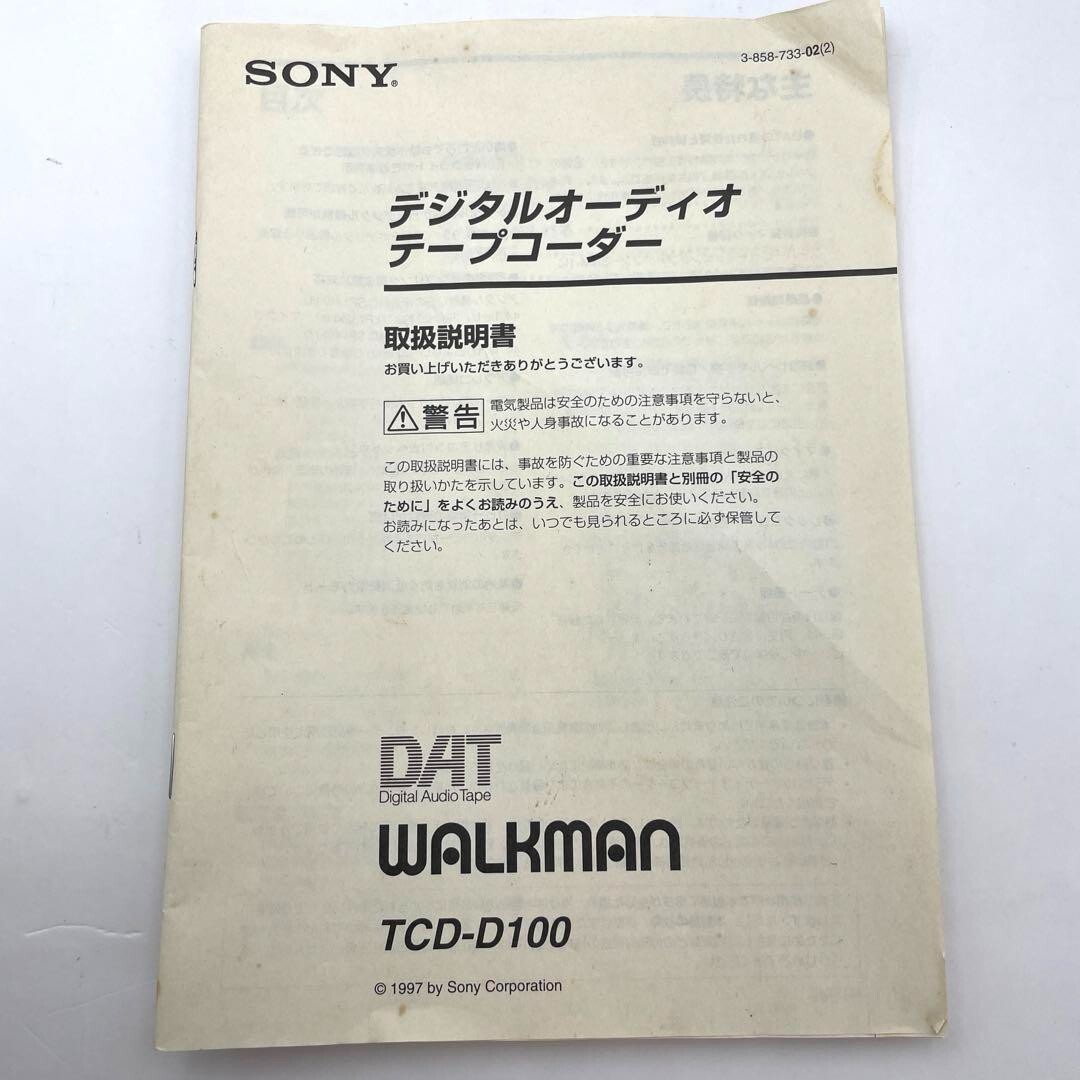 SONY®
3-858-733-02(2)
デジタルオーディオ
テープコーダー
取扱説明書
お買い上げいただきありがとうございます。
警告
電気製品は安全のための注意事項を守らないと、
火災や人身事故になることがあります。
この取扱説明書には、事故を防ぐための重要な注意事項と製品の
取り扱いかたを示しています。この取扱説明書と別冊の「安全の
ために」をよくお読みのうえ、製品を安全にお使いください。
お読みになったあとは、いつでも見られるところに必ず保管して
ください。
DAT
Digital Audio Tape
WALKMAN
TCD-D100
© 1997 by Sony Corporation